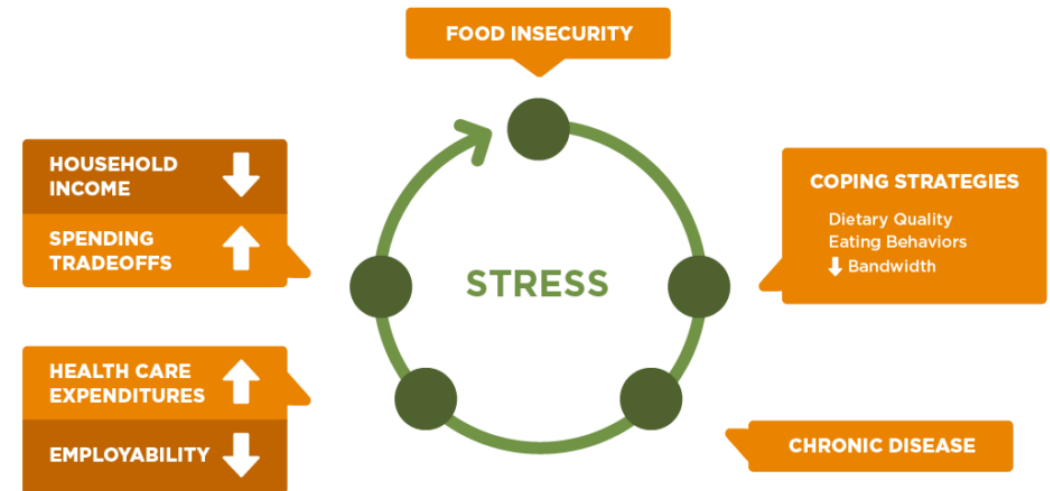 FOOD INSECURITY
HOUSEHOLD
INCOME
SPENDING
TRADEOFFS
COPING STRATEGIES
Dietary Quality
Eating Behaviors
Bandwidth
STRESS
HEALTH CARE
EXPENDITURES
EMPLOYABILITY
CHRONIC DISEASE